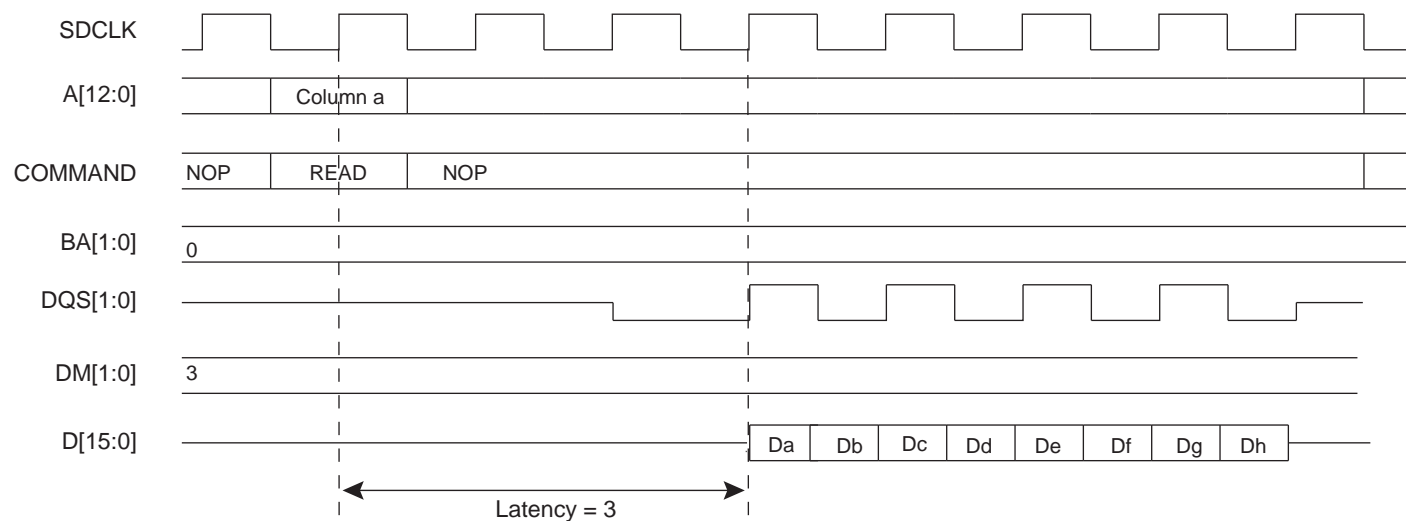 SDCLK
A[12:0] Column a
COMMAND NOP READ NOP
BA[1:0] 0
DQS[1:0]
DM[1:0] 3
D[15:0] Da Db Dc Dd De Df Dg Dh
Latency = 3